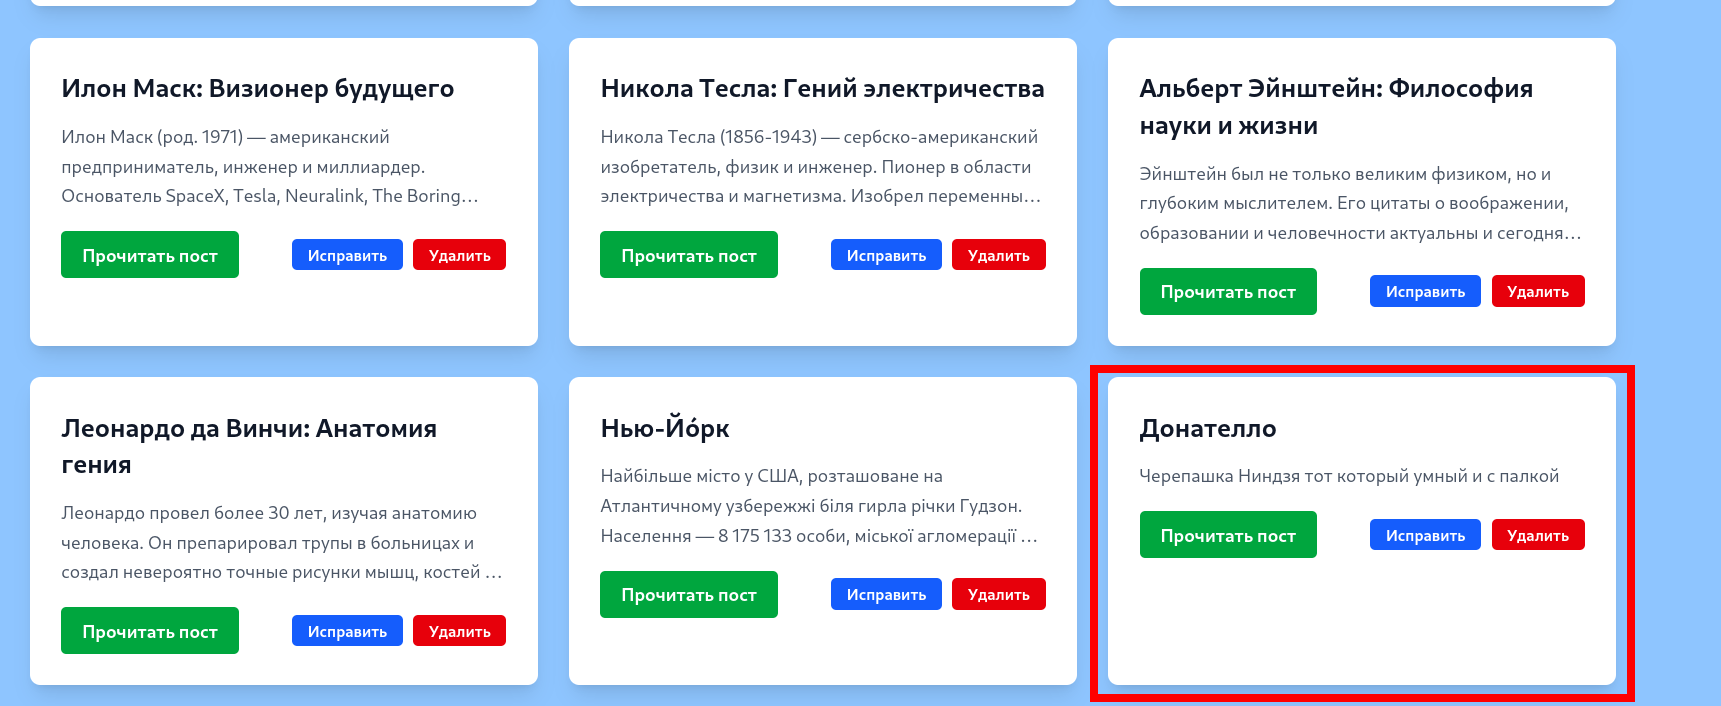 Илон Маск: Визионер будущего
Илон Маск (род. 1971) — американский
предприниматель, инженер и миллиардер.
Основатель SpaceX, Tesla, Neuralink, The Boring…
Прочитать пост
Исправить
Удалить
Никола Тесла: Гений электричества
Никола Тесла (1856-1943) — сербско-американский
изобретатель, физик и инженер. Пионер в области
электричества и магнетизма. Изобрел переменны…
Прочитать пост
Исправить
Удалить
Альберт Эйнштейн: Философия
науки и жизни
Эйнштейн был не только великим физиком, но и
глубоким мыслителем. Его цитаты о воображении,
образовании и человечности актуальны и сегодня…
Прочитать пост
Исправить
Удалить
Леонардо да Винчи: Анатомия
гения
Леонардо провел более 30 лет, изучая анатомию
человека. Он препарировал трупы в больницах и
создал невероятно точные рисунки мышц, костей …
Прочитать пост
Исправить
Удалить
Нью-Йо́рк
Найбільше місто у США, розташоване на
Атлантичному узбережжі біля гирла річки Гудзон.
Населення — 8 175 133 особи, міської агломерації …
Прочитать пост
Исправить
Удалить
Донателло
Черепашка Ниндзя тот который умный и с палкой
Прочитать пост
Исправить
Удалить